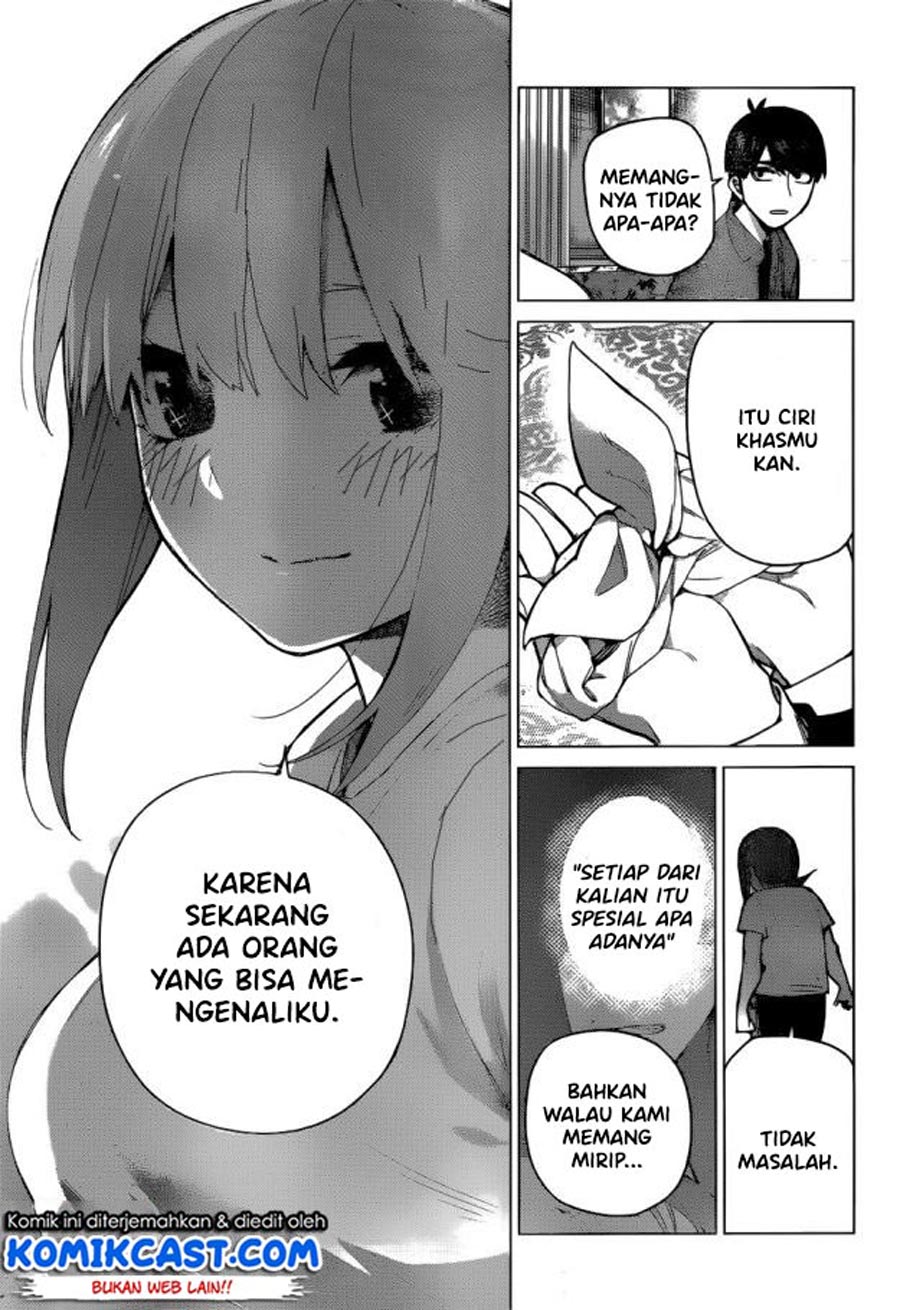 MEMANG-
NYA TIDAK
APA-APA?
ITU CIRI
KHASMU
KAN.
TIDAK
MASALAH.
"SETIAP DARI
KALIAN ITU
SPESIAL APA
ADANYA"
BAHKAN
WALAU KAMI
MEMANG
MIRIP...
KARENA
SEKARANG
ADA ORANG
YANG BISA ME-
NGENALIKU.
Komik ini diterjemahkan & diedit oleh
KOMIKCAST.COM
BUKAN WEB LAIN!!